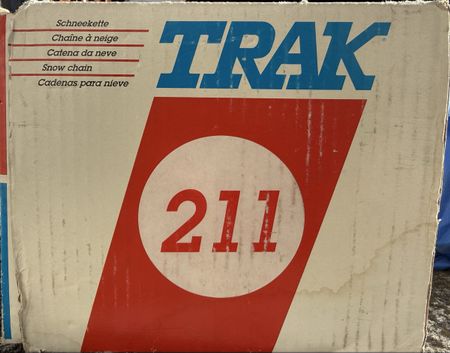 Schneekette
Chaîne à neige
Catena da neve
Snow chain
Cadenas para nieve
TRAK
211